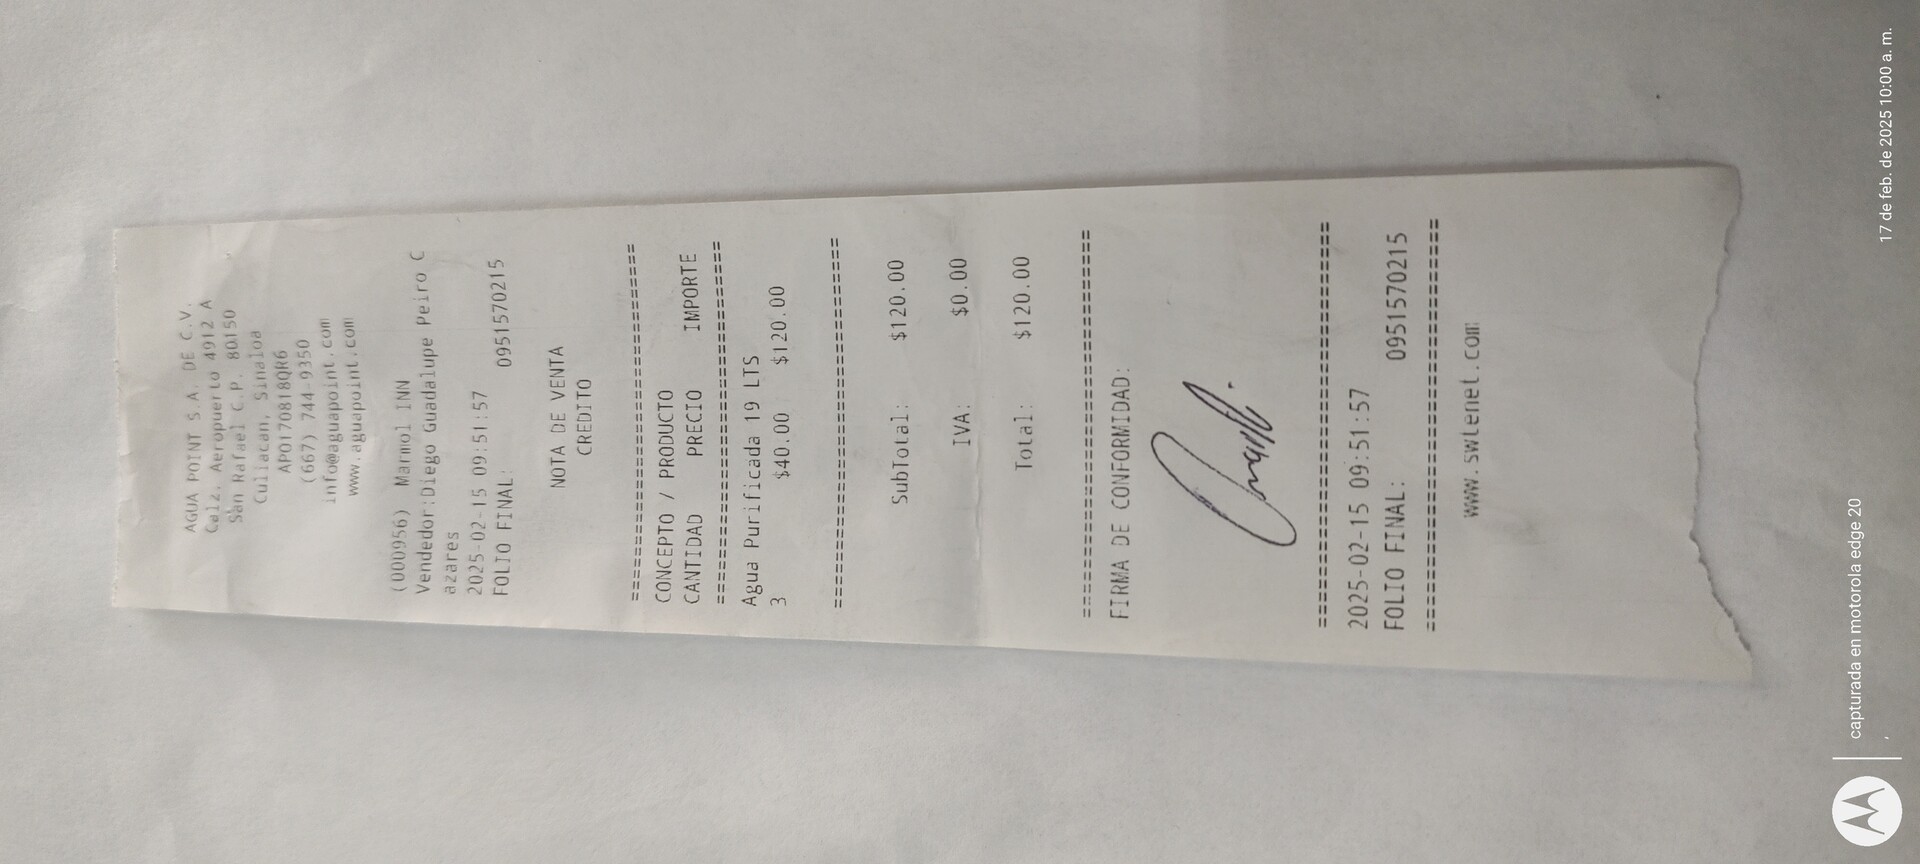 AGUA POINT S.A. DE C.V.
Calz. Aeropuerto 4912 A
San Rafael C.P. 80150
Culiacan, Sinaloa
APO170818QR6
(667) 744-9350
info@aguapoint.com
www.aguapoint.com
(000956) Marmol INN
Vendedor:Diego Guadalupe Peiro C
azares
2025-02-15 09:51:57
FOLIO FINAL: 0951570215
NOTA DE VENTA
CREDITO
================================
CONCEPTO / PRODUCTO
CANTIDAD PRECIO IMPORTE
================================
Agua Purificada 19 LTS
3 $40.00 $120.00
================================
SubTotal: $120.00
IVA: $0.00
Total: $120.00
================================
FIRMA DE CONFORMIDAD:
================================
2025-02-15 09:51:57
FOLIO FINAL: 0951570215
================================
www.swlenet.com
capturada en motorola edge 20
,
17 de feb. de 2025 10:00 a. m.